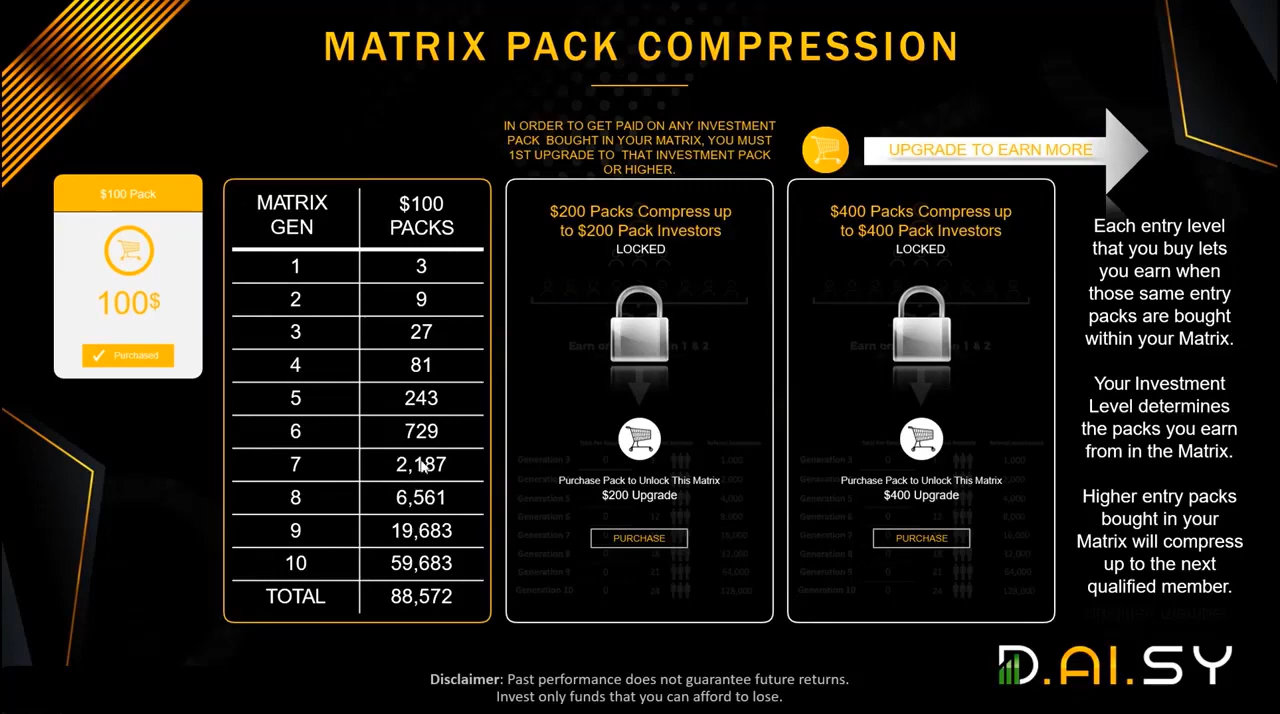 MATRIX PACK COMPRESSION
IN ORDER TO GET PAID ON ANY INVESTMENT
PACK BOUGHT IN YOUR MATRIX, YOU MUST
1ST UPGRADE TO THAT INVESTMENT PACK
OR HIGHER.
UPGRADE TO EARN MORE
$100 Pack
100$
Purchased
MATRIX GEN $100 PACKS
1 3
2 9
3 27
4 81
5 243
6 729
7 2,187
8 6,561
9 19,683
10 59,683
TOTAL 88,572
$200 Packs Compress up
to $200 Pack Investors
LOCKED
Purchase Pack to Unlock This Matrix
$200 Upgrade
PURCHASE
$400 Packs Compress up
to $400 Pack Investors
LOCKED
Purchase Pack to Unlock This Matrix
$400 Upgrade
PURCHASE
Each entry level
that you buy lets
you earn when
those same entry
packs are bought
within your Matrix.
Your Investment
Level determines
the packs you earn
from in the Matrix.
Higher entry packs
bought in your
Matrix will compress
up to the next
qualified member.
D.AI.SY
Disclaimer: Past performance does not guarantee future returns.
Invest only funds that you can afford to lose.